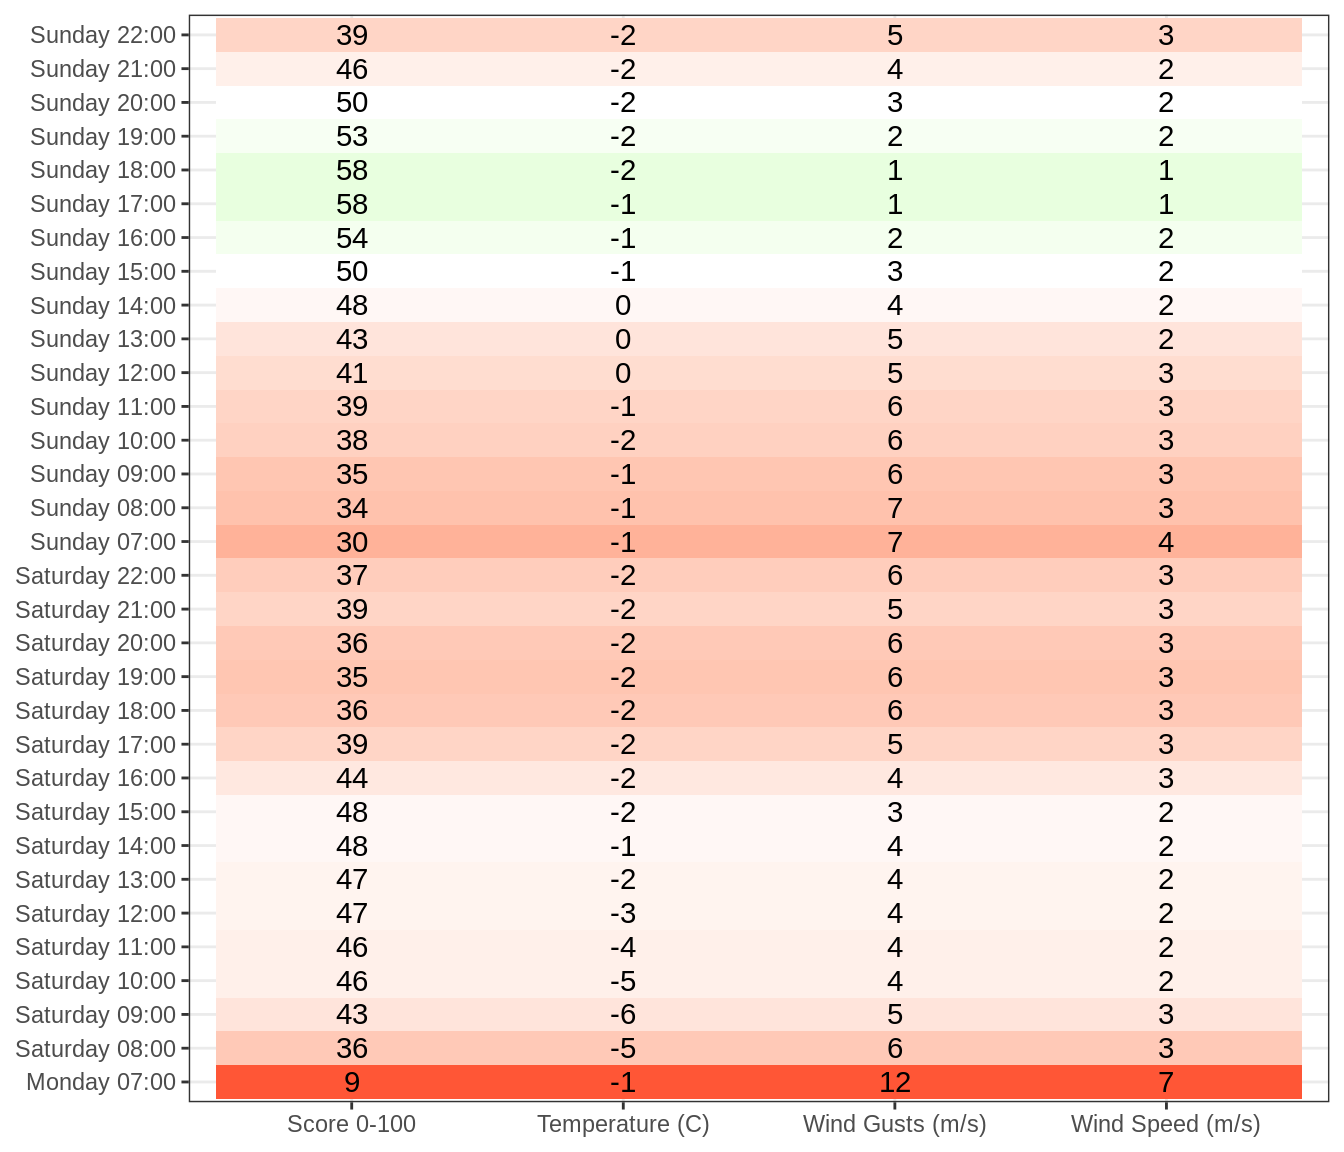 Sunday 22:00 39 -2 5 3
Sunday 21:00 46 -2 4 2
Sunday 20:00 50 -2 3 2
Sunday 19:00 53 -2 2 2
Sunday 18:00 58 -2 1 1
Sunday 17:00 58 -1 1 1
Sunday 16:00 54 -1 2 2
Sunday 15:00 50 -1 3 2
Sunday 14:00 48 0 4 2
Sunday 13:00 43 0 5 2
Sunday 12:00 41 0 5 3
Sunday 11:00 39 -1 6 3
Sunday 10:00 38 -2 6 3
Sunday 09:00 35 -1 6 3
Sunday 08:00 34 -1 7 3
Sunday 07:00 30 -1 7 4
Saturday 22:00 37 -2 6 3
Saturday 21:00 39 -2 5 3
Saturday 20:00 36 -2 6 3
Saturday 19:00 35 -2 6 3
Saturday 18:00 36 -2 6 3
Saturday 17:00 39 -2 5 3
Saturday 16:00 44 -2 4 3
Saturday 15:00 48 -2 3 2
Saturday 14:00 48 -1 4 2
Saturday 13:00 47 -2 4 2
Saturday 12:00 47 -3 4 2
Saturday 11:00 46 -4 4 2
Saturday 10:00 46 -5 4 2
Saturday 09:00 43 -6 5 3
Saturday 08:00 36 -5 6 3
Monday 07:00 9 -1 12 7
Score 0-100 Temperature (C) Wind Gusts (m/s) Wind Speed (m/s)